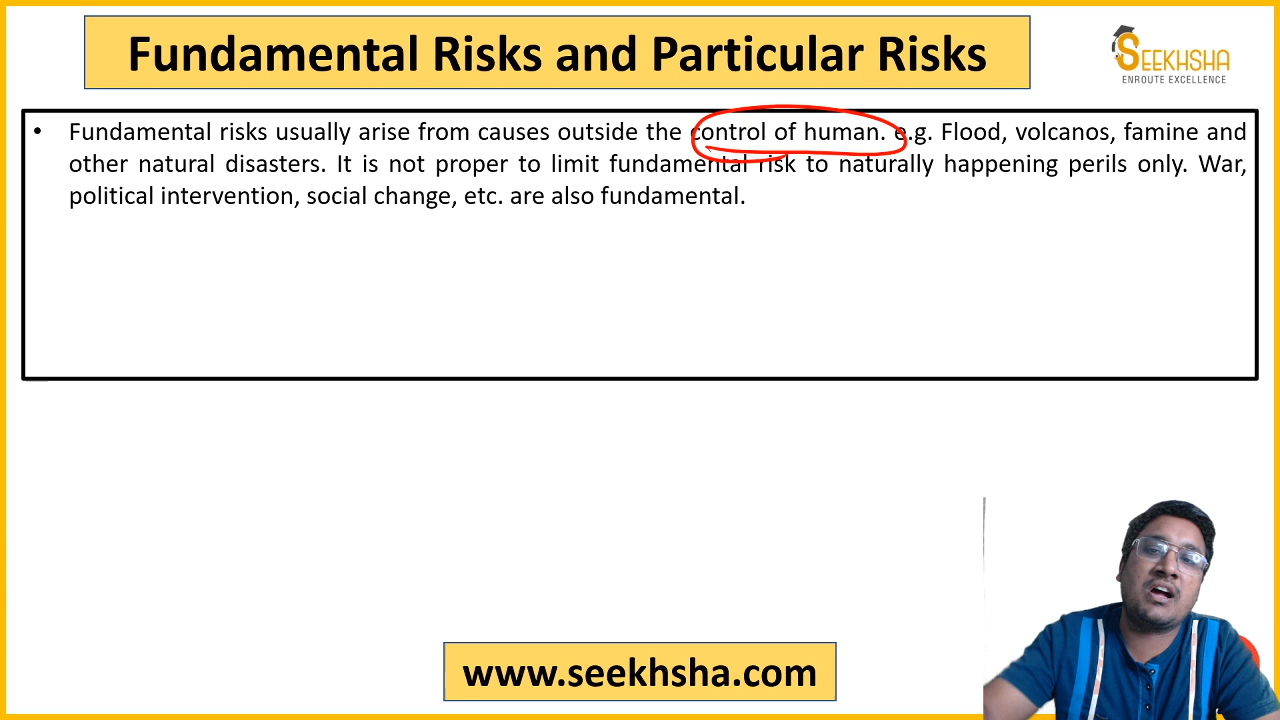 Fundamental Risks and Particular Risks
SEEKHSHA
ENROUTE EXCELLENCE
• Fundamental risks usually arise from causes outside the control of human. e.g. Flood, volcanos, famine and
other natural disasters. It is not proper to limit fundamental risk to naturally happening perils only. War,
political intervention, social change, etc. are also fundamental.
www.seekhsha.com